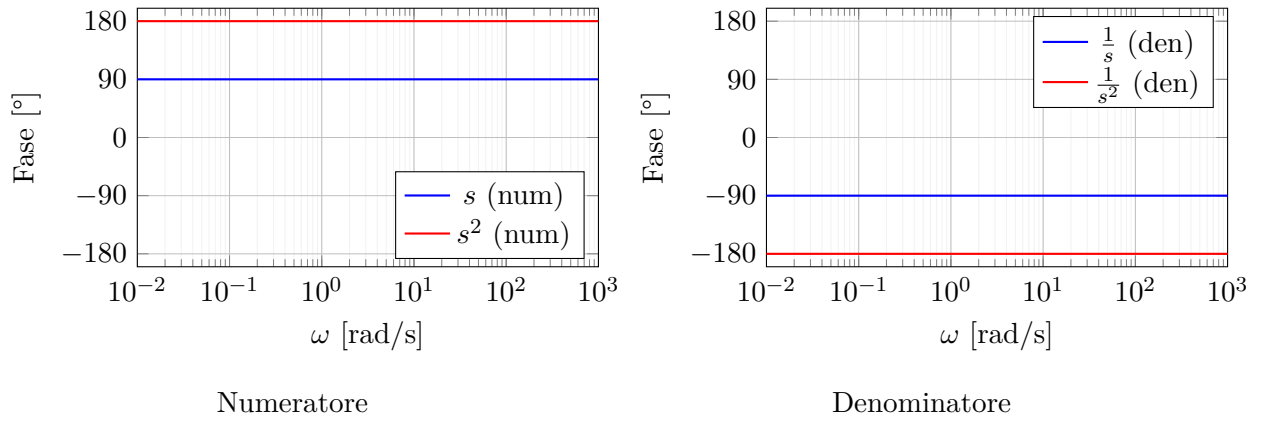 180
90
0
−90
−180
Fase [°]
10⁻² 10⁻¹ 10⁰ 10¹ 10² 10³
ω [rad/s]
s (num)
s² (num)
Numeratore
180
90
0
−90
−180
Fase [°]
10⁻² 10⁻¹ 10⁰ 10¹ 10² 10³
ω [rad/s]
1/s (den)
1/s² (den)
Denominatore